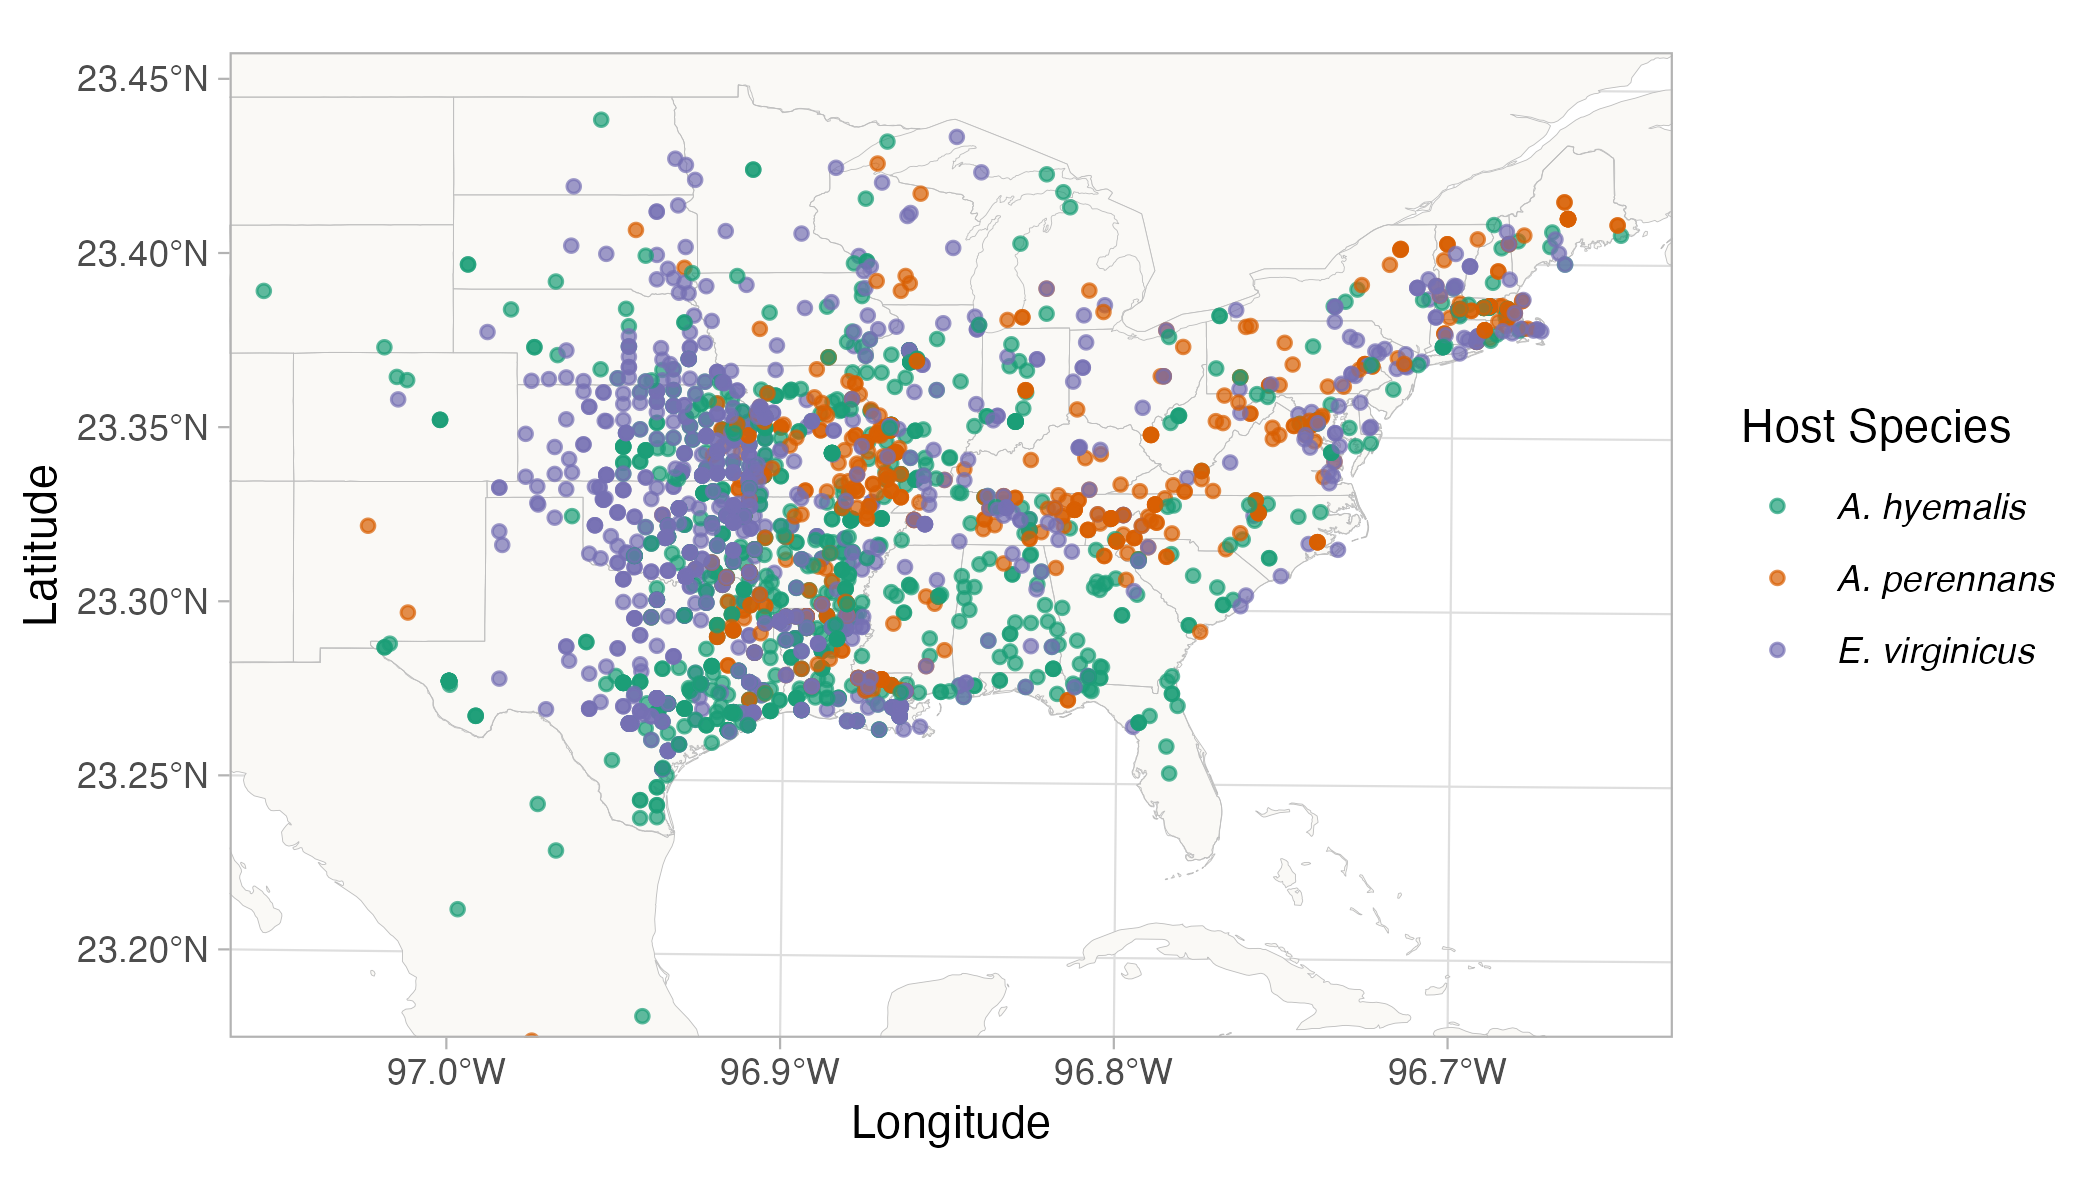 23.45°N
23.40°N
23.35°N
23.30°N
23.25°N
23.20°N
Latitude
97.0°W 96.9°W 96.8°W 96.7°W
Longitude
Host Species
A. hyemalis
A. perennans
E. virginicus